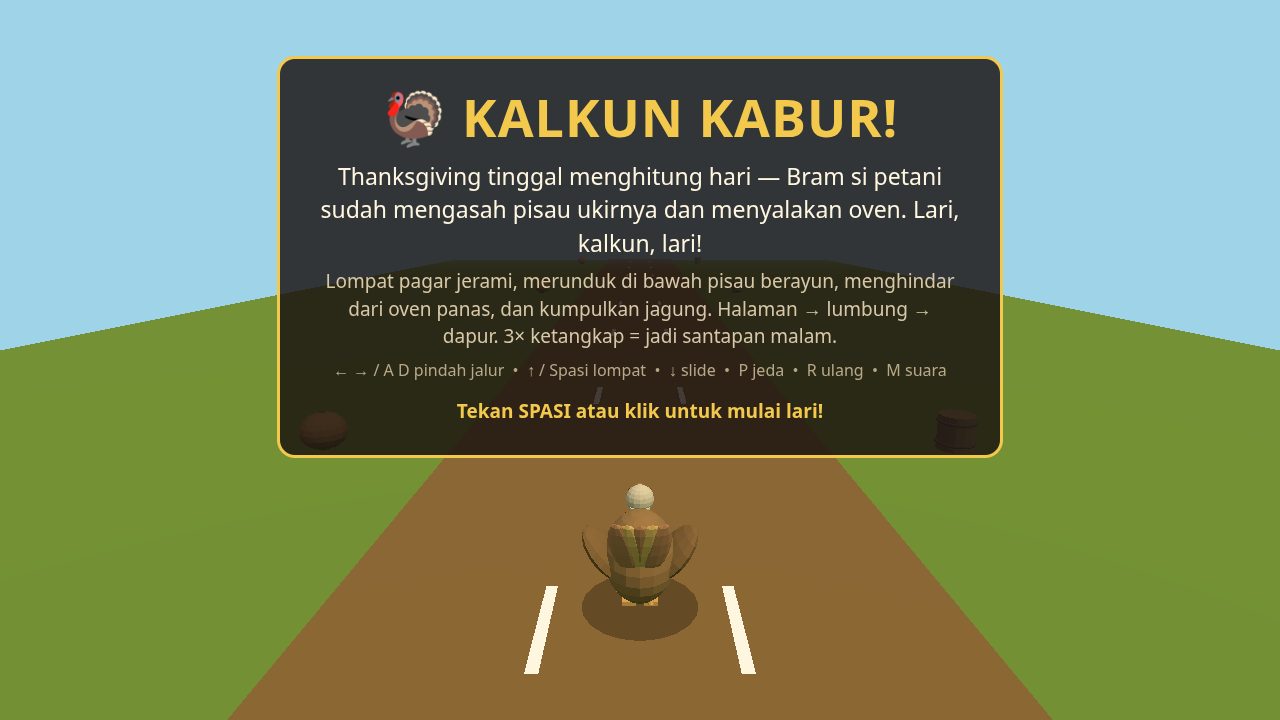 🦃 KALKUN KABUR!
Thanksgiving tinggal menghitung hari — Bram si petani
sudah mengasah pisau ukirnya dan menyalakan oven. Lari,
kalkun, lari!
Lompat pagar jerami, merunduk di bawah pisau berayun, menghindar
dari oven panas, dan kumpulkan jagung. Halaman → lumbung →
dapur. 3× ketangkap = jadi santapan malam.
← → / A D pindah jalur • ↑ / Spasi lompat • ↓ slide • P jeda • R ulang • M suara
Tekan SPASI atau klik untuk mulai lari!